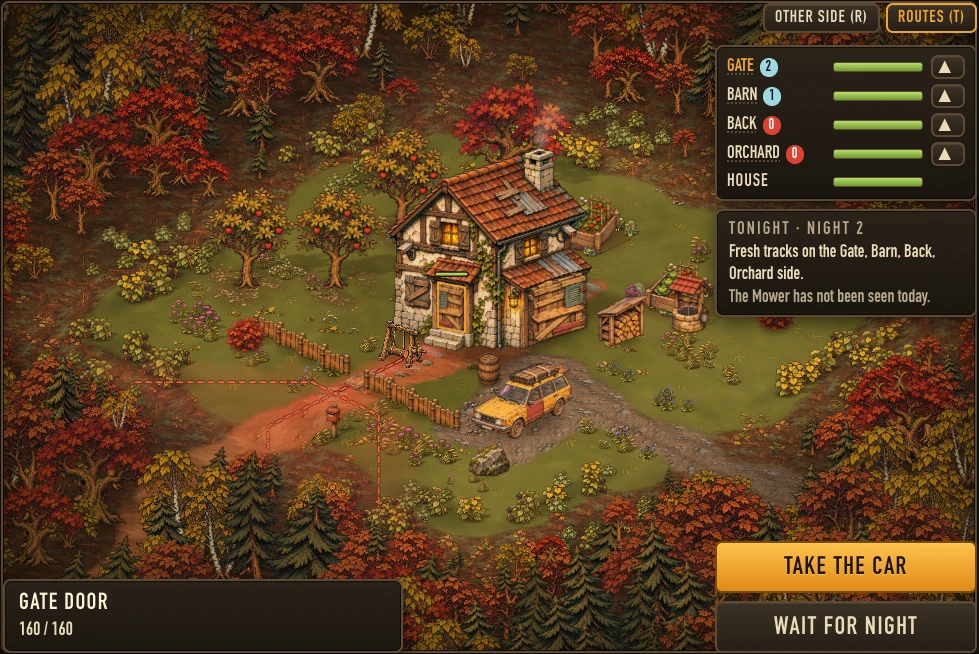 OTHER SIDE (R)
ROUTES (T)
GATE 2
BARN 1
BACK 0
ORCHARD 0
HOUSE
TONIGHT · NIGHT 2
Fresh tracks on the Gate, Barn, Back,
Orchard side.
The Mower has not been seen today.
TAKE THE CAR
WAIT FOR NIGHT
GATE DOOR
160 / 160